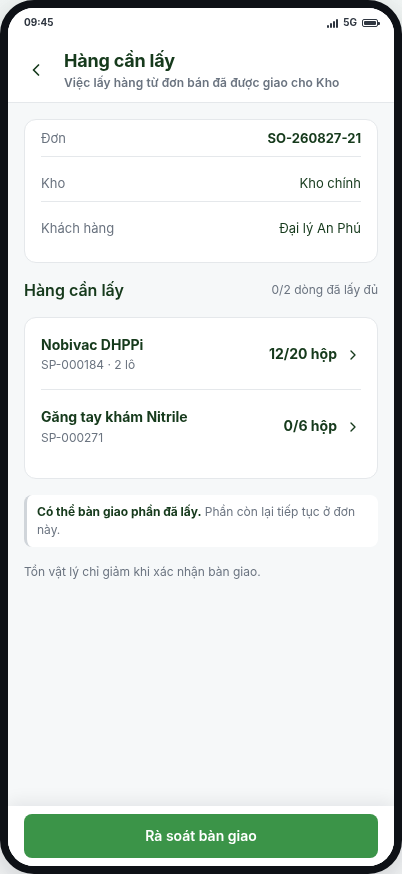 09:45
5G
Hàng cần lấy
Việc lấy hàng từ đơn bán đã được giao cho Kho
Đơn
SO-260827-21
Kho
Kho chính
Khách hàng
Đại lý An Phú
Hàng cần lấy
0/2 dòng đã lấy đủ
Nobivac DHPPi
SP-000184 · 2 lô
12/20 hộp
Găng tay khám Nitrile
SP-000271
0/6 hộp
Có thể bàn giao phần đã lấy. Phần còn lại tiếp tục ở đơn
này.
Tồn vật lý chỉ giảm khi xác nhận bàn giao.
Rà soát bàn giao